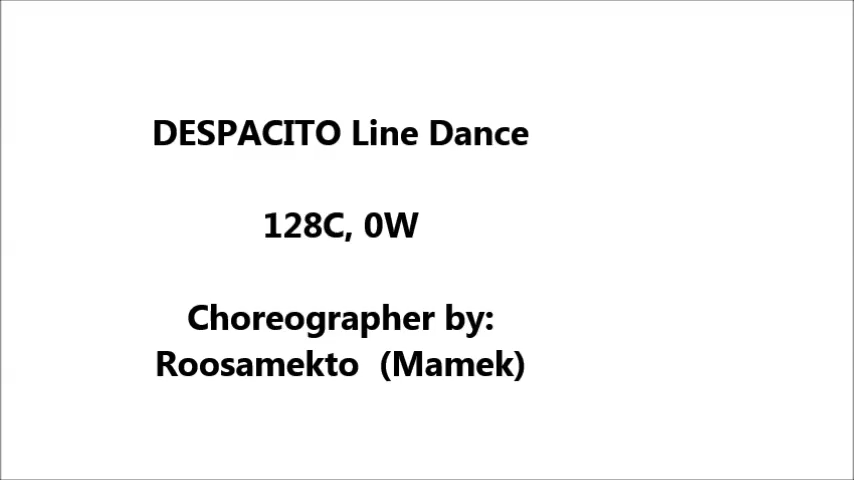 DESPACITO Line Dance
128C, 0W
Choreographer by:
Roosamekto  (Mamek)